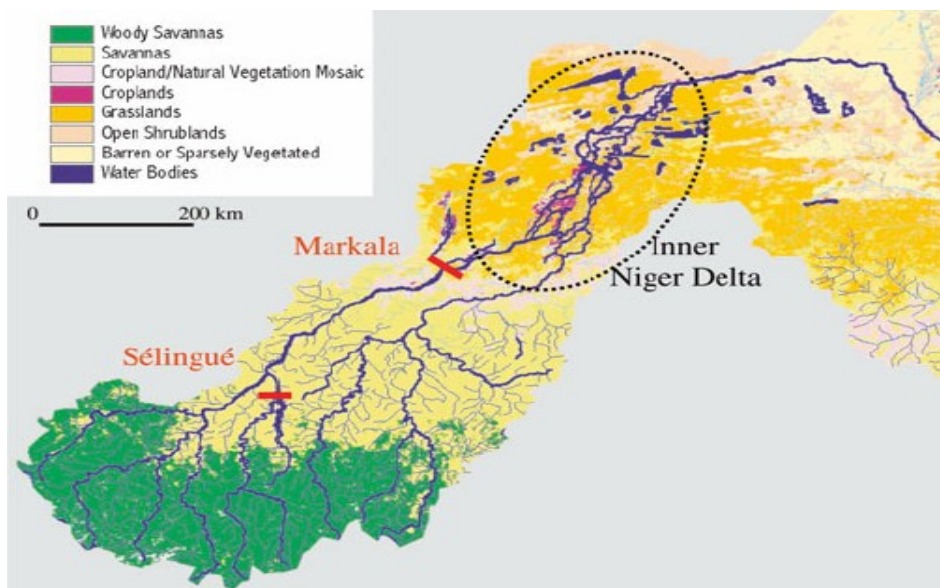 Woody Savannas
Savannas
Cropland/Natural Vegetation Mosaic
Croplands
Grasslands
Open Shrublands
Barren or Sparsely Vegetated
Water Bodies
0 200 km
Markala
Inner
Niger Delta
Sélingué